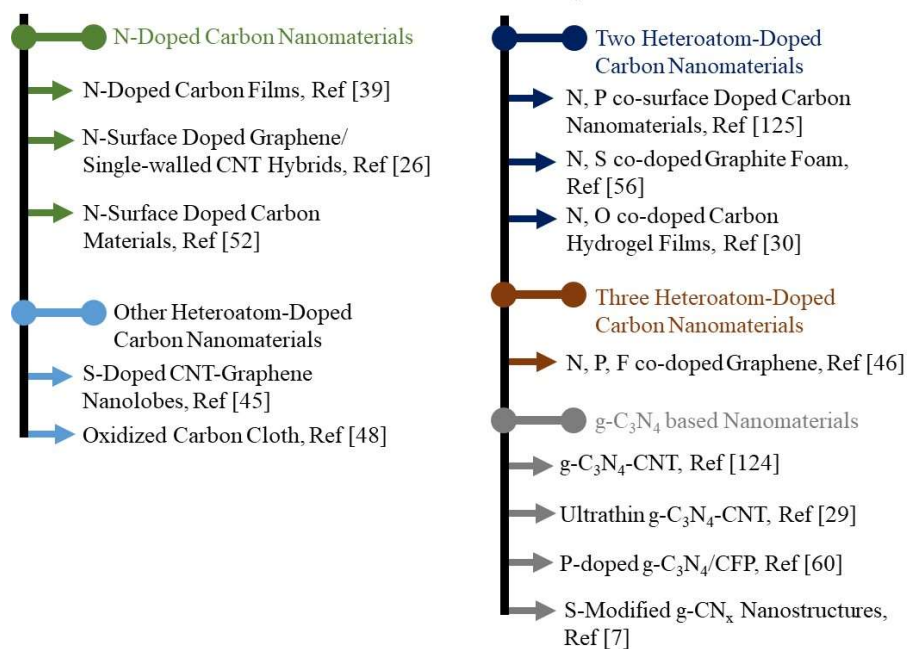 N-Doped Carbon Nanomaterials
N-Doped Carbon Films, Ref [39]
N-Surface Doped Graphene/
Single-walled CNT Hybrids, Ref [26]
N-Surface Doped Carbon
Materials, Ref [52]
Other Heteroatom-Doped
Carbon Nanomaterials
S-Doped CNT-Graphene
Nanolobes, Ref [45]
Oxidized Carbon Cloth, Ref [48]
Two Heteroatom-Doped
Carbon Nanomaterials
N, P co-surface Doped Carbon
Nanomaterials, Ref [125]
N, S co-doped Graphite Foam,
Ref [56]
N, O co-doped Carbon
Hydrogel Films, Ref [30]
Three Heteroatom-Doped
Carbon Nanomaterials
N, P, F co-doped Graphene, Ref [46]
g-C₃N₄ based Nanomaterials
g-C₃N₄-CNT, Ref [124]
Ultrathin g-C₃N₄-CNT, Ref [29]
P-doped g-C₃N₄/CFP, Ref [60]
S-Modified g-CNₓ Nanostructures,
Ref [7]